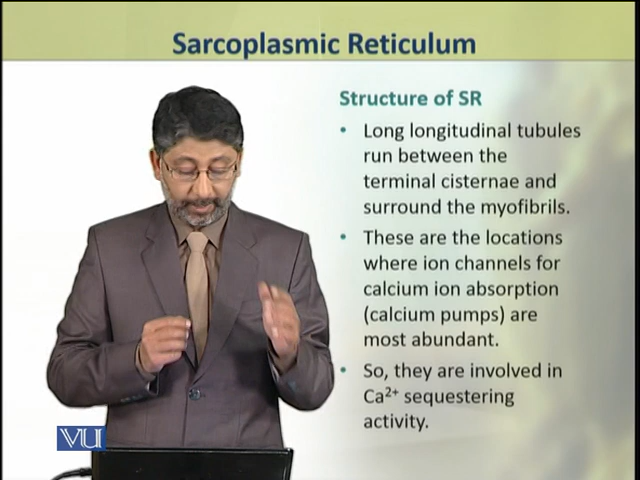 Sarcoplasmic Reticulum
Structure of SR
• Long longitudinal tubules
run between the
terminal cisternae and
surround the myofibrils.
• These are the locations
where ion channels for
calcium ion absorption
(calcium pumps) are
most abundant.
• So, they are involved in
Ca²⁺ sequestering
activity.
VU